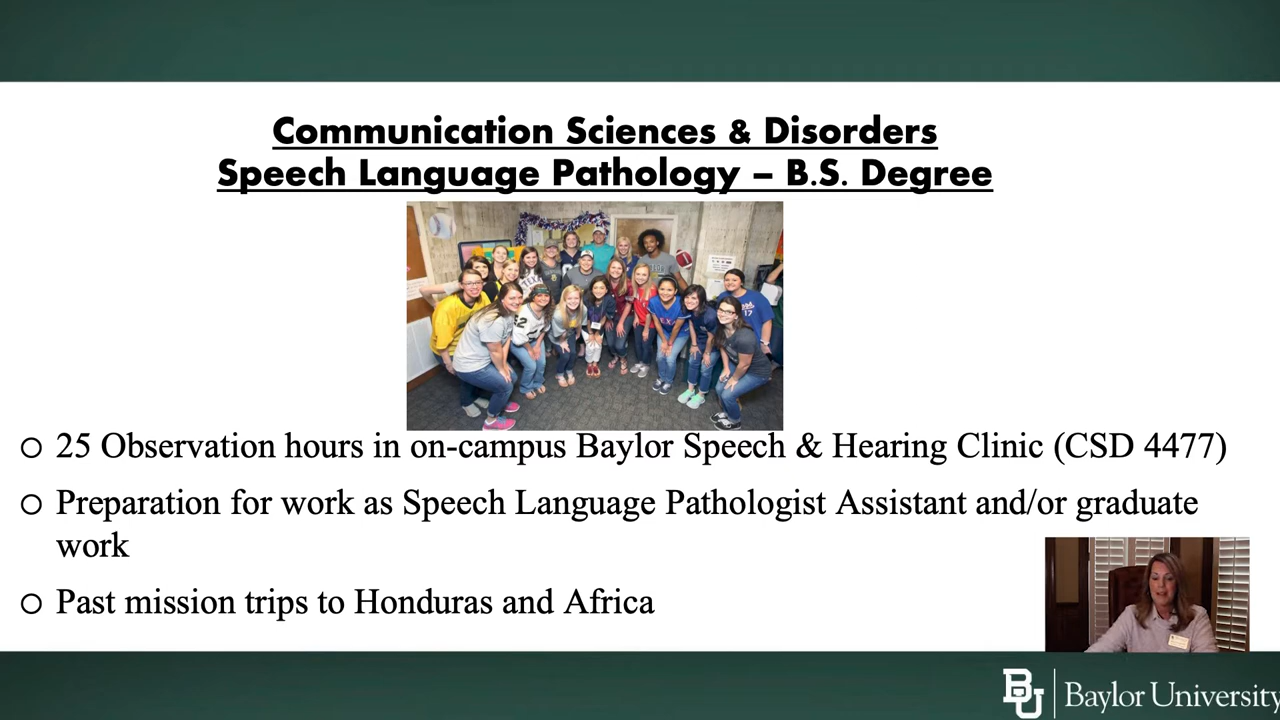 Communication Sciences & Disorders
Speech Language Pathology – B.S. Degree
25 Observation hours in on-campus Baylor Speech & Hearing Clinic (CSD 4477)
Preparation for work as Speech Language Pathologist Assistant and/or graduate
work
Past mission trips to Honduras and Africa
BU
Baylor University